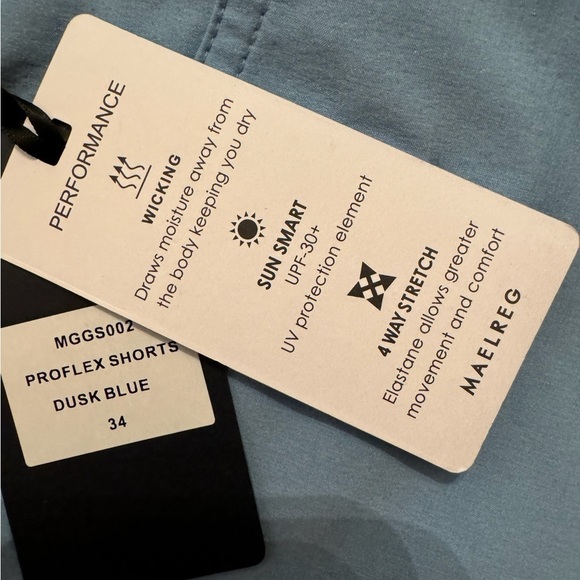 PERFORMANCE
WICKING
Draws moisture away from
the body keeping you dry
SUN SMART
UPF-30+
UV protection element
4 WAY STRETCH
Elastane allows greater
movement and comfort
MAELREG
MGGS002
PROFLEX SHORTS
DUSK BLUE
34